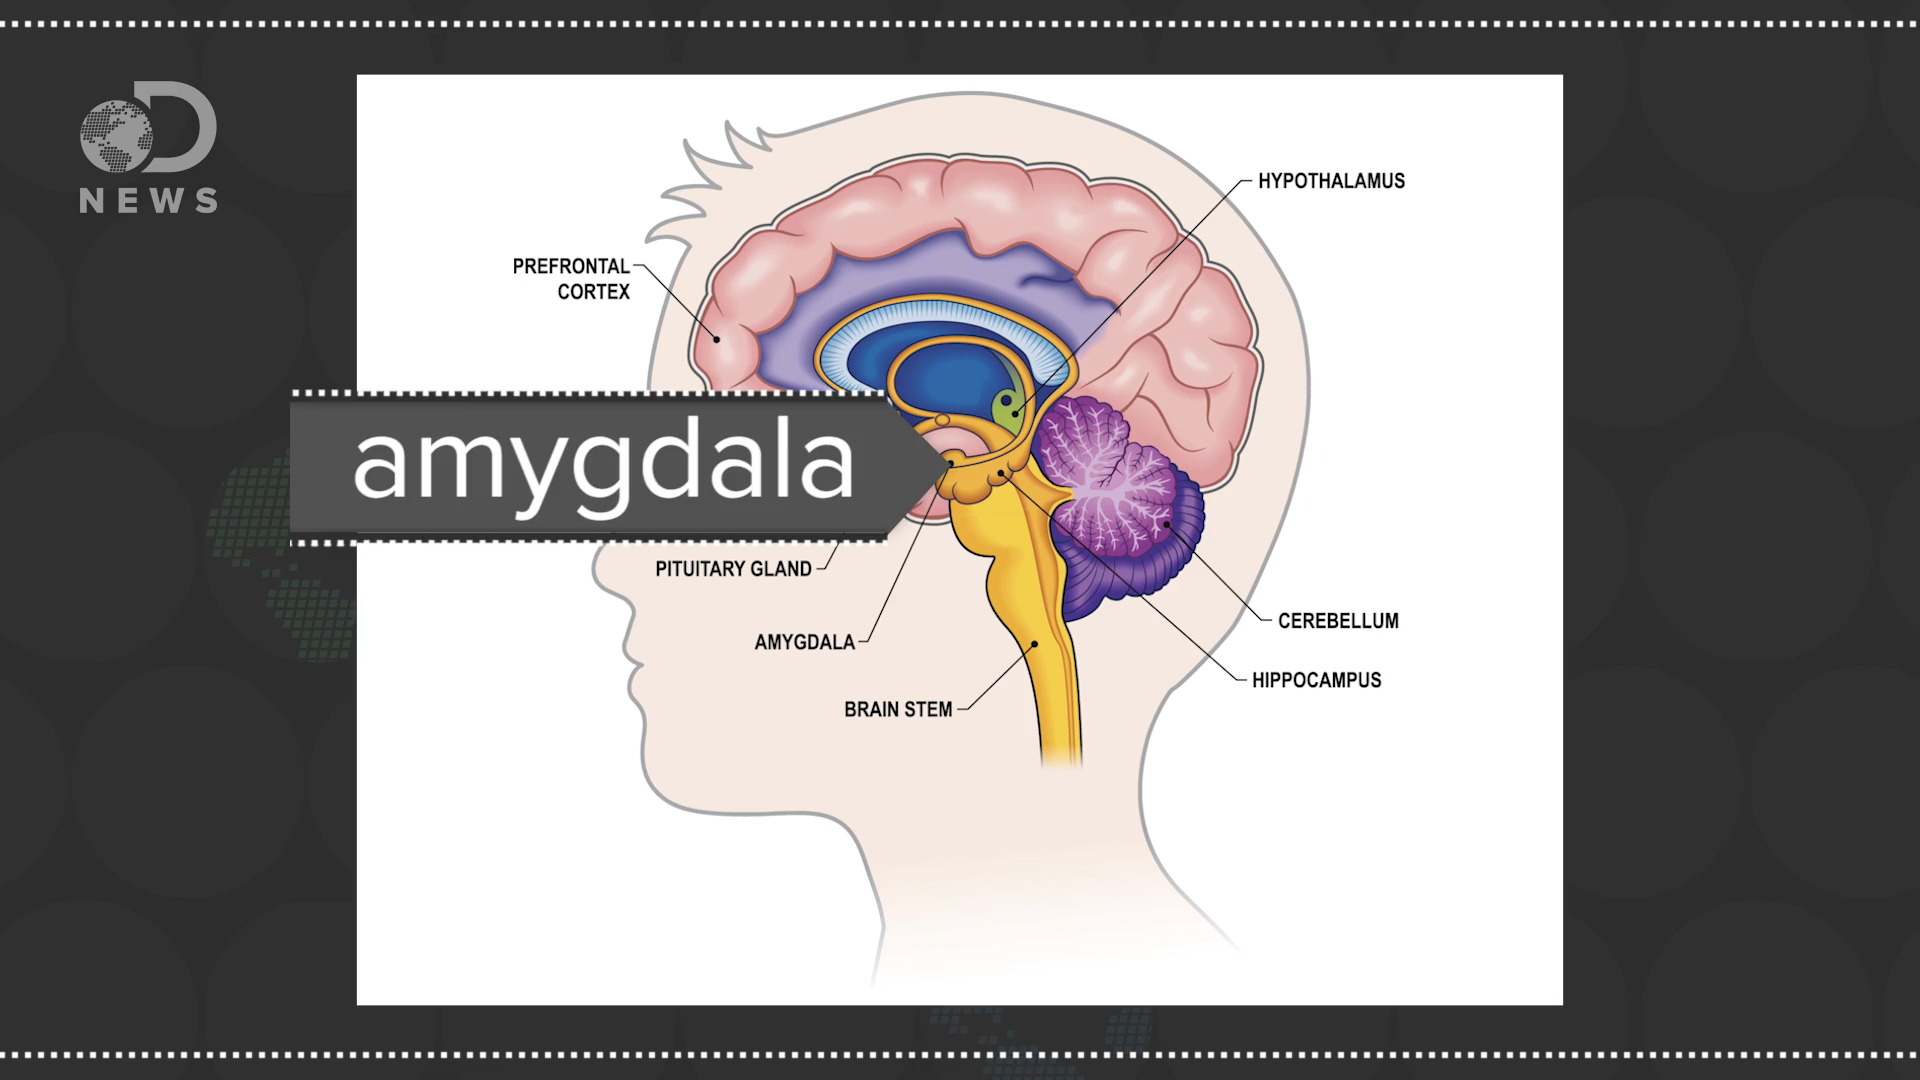 NEWS
HYPOTHALAMUS
PREFRONTAL
CORTEX
amygdala
PITUITARY GLAND
AMYGDALA
BRAIN STEM
CEREBELLUM
HIPPOCAMPUS